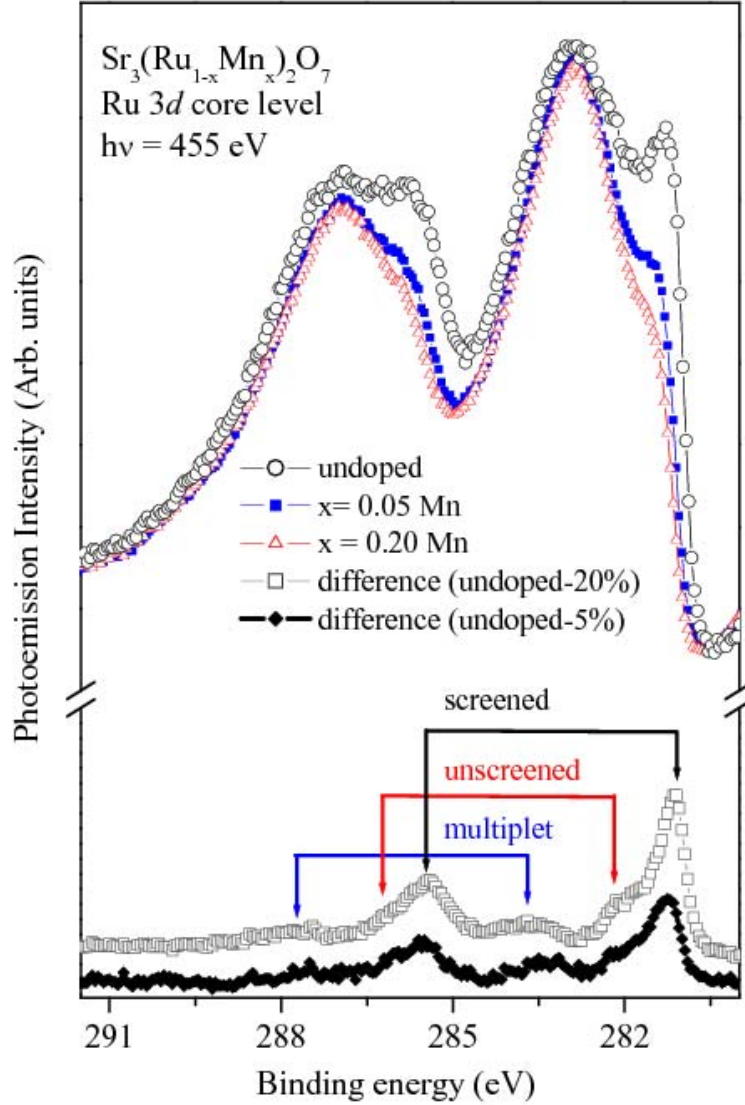 Sr₃(Ru₁₋ₓMnₓ)₂O₇
Ru 3d core level
hν = 455 eV
Photoemission Intensity (Arb. units)
undoped
x= 0.05 Mn
x = 0.20 Mn
difference (undoped-20%)
difference (undoped-5%)
screened
unscreened
multiplet
291 288 285 282
Binding energy (eV)